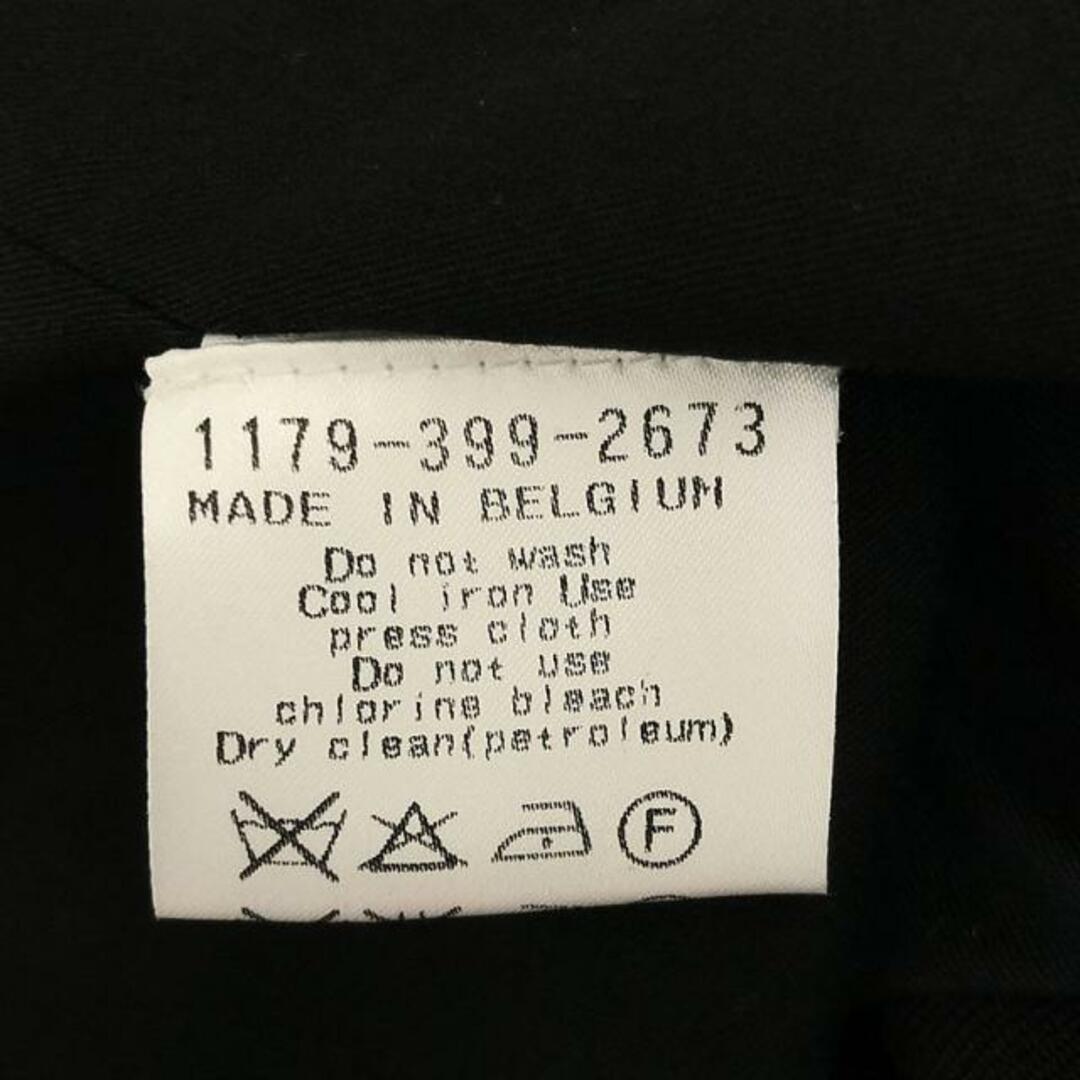 1179-399-2673
MADE IN BELGIUM
Do not wash
Cool iron Use
press cloth
Do not use
chlorine bleach
Dry clean(petroleum)
F